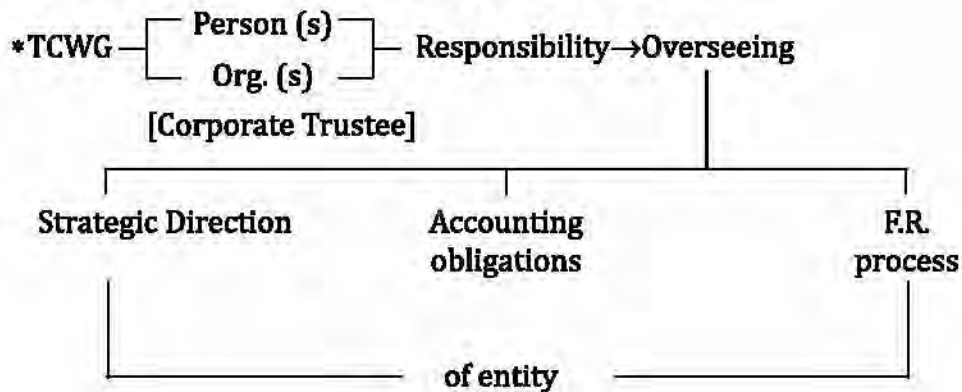 Person (s)
*TCWG
Responsibility→Overseeing
Org. (s)
[Corporate Trustee]
Strategic Direction
Accounting
obligations
F.R.
process
of entity